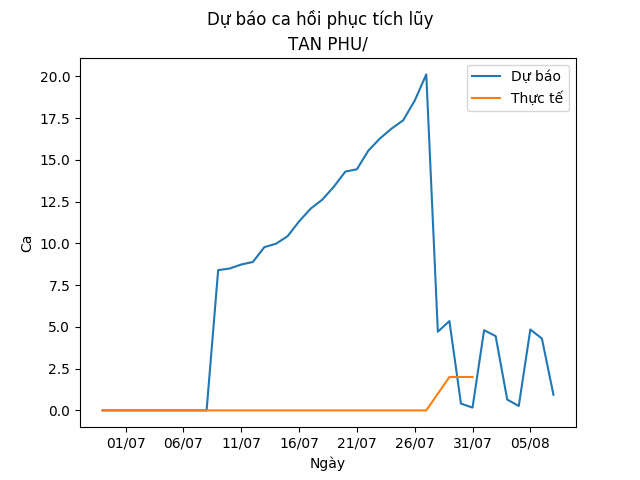 Dự báo ca hồi phục tích lũy
TAN PHU/
Dự báo
Thực tế
Ca
20.0
17.5
15.0
12.5
10.0
7.5
5.0
2.5
0.0
01/07 06/07 11/07 16/07 21/07 26/07 31/07 05/08
Ngày